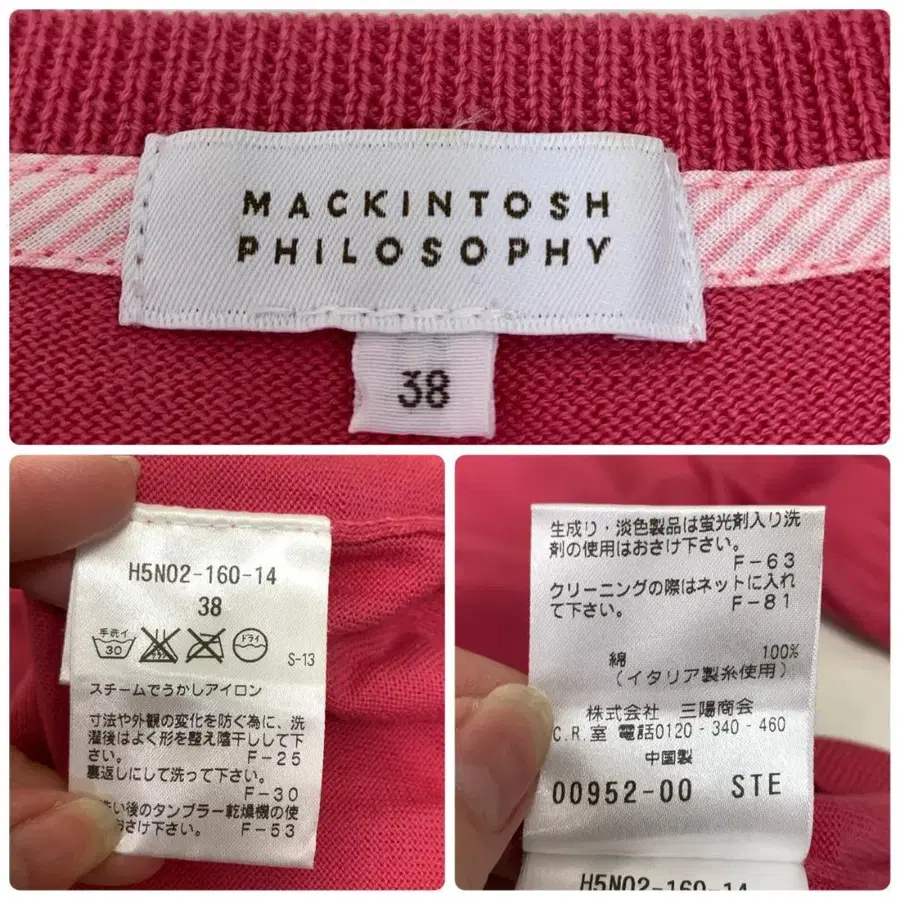 MACKINTOSH
PHILOSOPHY
38
H5N02-160-14
38
手洗イ
30
ドライ
S-13
スチームでうかしアイロン
寸法や外観の変化を防ぐ為に、洗
濯後はよく形を整え陰干しして下
さい。 F-25
裏返しにして洗って下さい。
F-30
洗い後のタンブラー乾燥機の使
おさけ下さい。 F-53
生成り・淡色製品は蛍光剤入り洗
剤の使用はおさけ下さい。
F-63
クリーニングの際はネットに入れ
て下さい。 F-81
綿 100%
(イタリア製糸使用)
株式会社 三陽商会
C.R.室 電話0120-340-460
中国製
00952-00 STE
H5N02-160-14